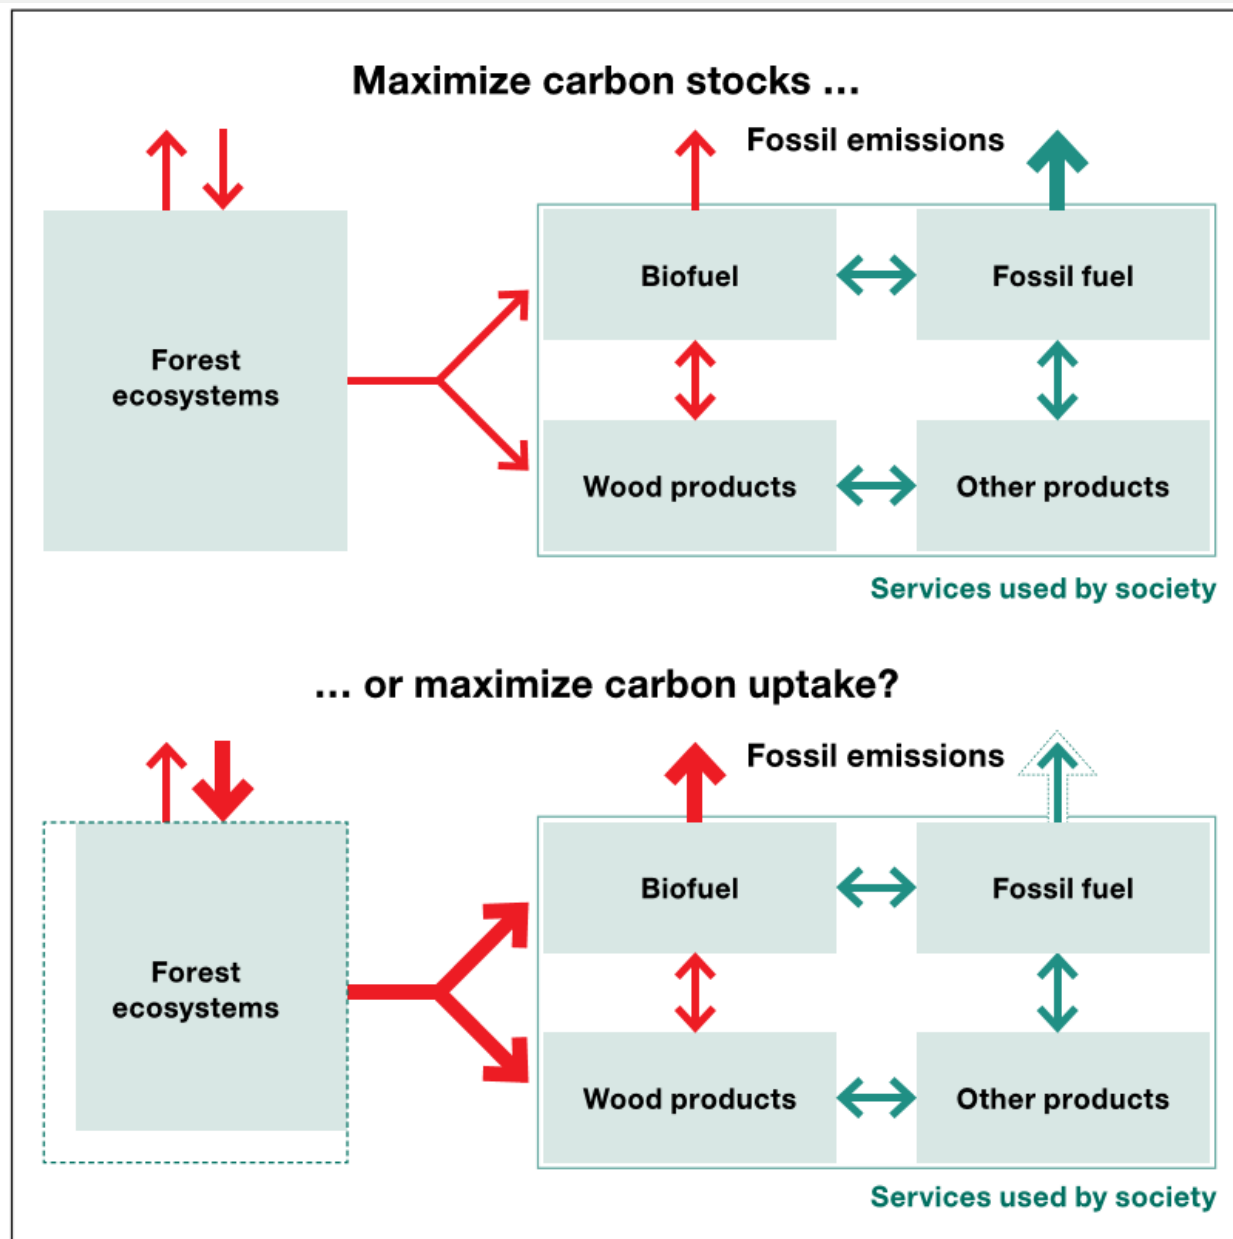 Maximize carbon stocks ...
Fossil emissions
Biofuel
Fossil fuel
Forest
ecosystems
Wood products
Other products
Services used by society
... or maximize carbon uptake?
Fossil emissions
Biofuel
Fossil fuel
Forest
ecosystems
Wood products
Other products
Services used by society